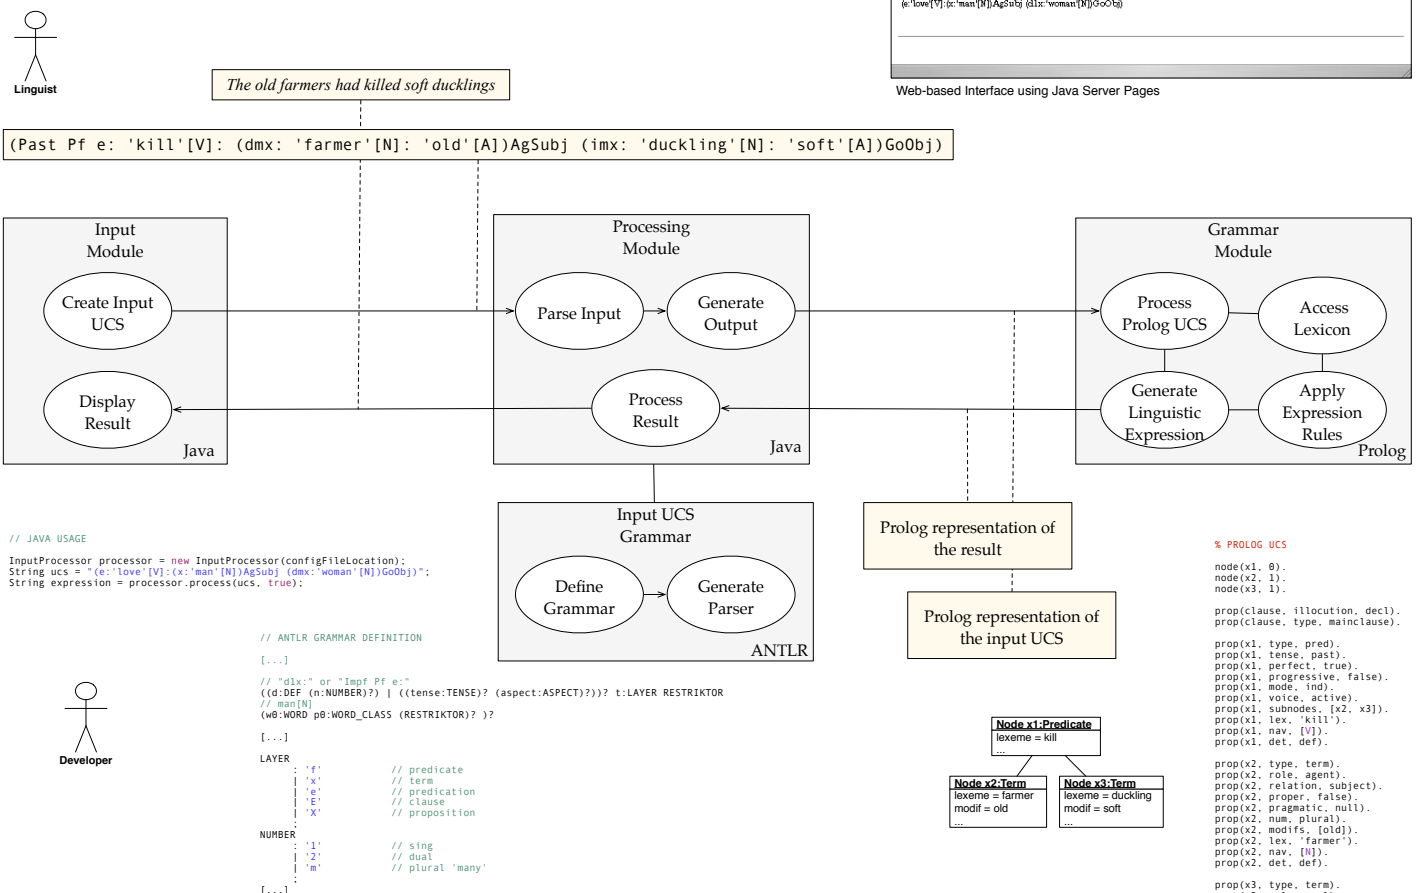 (e:'love'[V]:(x:'man'[N])AgSubj (d1x:'woman'[N])GoObj)
Web-based Interface using Java Server Pages
Linguist
The old farmers had killed soft ducklings
(Past Pf e: 'kill'[V]: (dmx: 'farmer'[N]: 'old'[A])AgSubj (imx: 'duckling'[N]: 'soft'[A])GoObj)
Input
Module
Create Input
UCS
Display
Result
Java
Processing
Module
Parse Input
Generate
Output
Process
Result
Java
Grammar
Module
Process
Prolog UCS
Access
Lexicon
Generate
Linguistic
Expression
Apply
Expression
Rules
Prolog
Input UCS
Grammar
Define
Grammar
Generate
Parser
ANTLR
Prolog representation of
the result
Prolog representation of
the input UCS
// JAVA USAGE
InputProcessor processor = new InputProcessor(configFileLocation);
String ucs = "(e:'love'[V]:(x:'man'[N])AgSubj (dmx:'woman'[N])GoObj)";
String expression = processor.process(ucs, true);
Developer
// ANTLR GRAMMAR DEFINITION
[...]
// "d1x:" or "Impf Pf e:"
((d:DEF (n:NUMBER)?) | ((tense:TENSE)? (aspect:ASPECT)?))? t:LAYER RESTRIKTOR
// man[N]
(w0:WORD p0:WORD_CLASS (RESTRIKTOR)? )?
[...]
LAYER
: 'f' // predicate
| 'x' // term
| 'e' // predication
| 'E' // clause
| 'X' // proposition
;
NUMBER
: '1' // sing
| '2' // dual
| 'm' // plural 'many'
;
[...]
Node x1:Predicate
lexeme = kill
...
Node x2:Term
lexeme = farmer
modif = old
...
Node x3:Term
lexeme = duckling
modif = soft
...
% PROLOG UCS
node(x1, 0).
node(x2, 1).
node(x3, 1).
prop(clause, illocution, decl).
prop(clause, type, mainclause).
prop(x1, type, pred).
prop(x1, tense, past).
prop(x1, perfect, true).
prop(x1, progressive, false).
prop(x1, mode, ind).
prop(x1, voice, active).
prop(x1, subnodes, [x2, x3]).
prop(x1, lex, 'kill').
prop(x1, nav, [V]).
prop(x1, det, def).
prop(x2, type, term).
prop(x2, role, agent).
prop(x2, relation, subject).
prop(x2, proper, false).
prop(x2, pragmatic, null).
prop(x2, num, plural).
prop(x2, modifs, [old]).
prop(x2, lex, 'farmer').
prop(x2, nav, [N]).
prop(x2, det, def).
prop(x3, type, term).